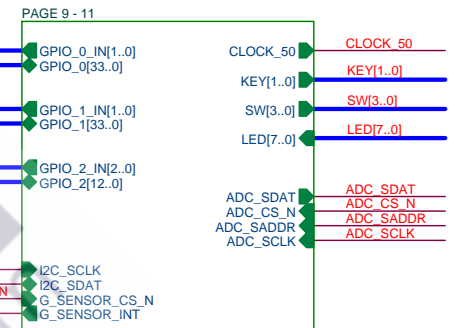 PAGE 9 - 11
GPIO_0_IN[1..0]
GPIO_0[33..0]
GPIO_1_IN[1..0]
GPIO_1[33..0]
GPIO_2_IN[2..0]
GPIO_2[12..0]
I2C_SCLK
I2C_SDAT
G_SENSOR_CS_N
G_SENSOR_INT
N
CLOCK_50 CLOCK_50
KEY[1..0] KEY[1..0]
SW[3..0] SW[3..0]
LED[7..0] LED[7..0]
ADC_SDAT ADC_SDAT
ADC_CS_N ADC_CS_N
ADC_SADDR ADC_SADDR
ADC_SCLK ADC_SCLK